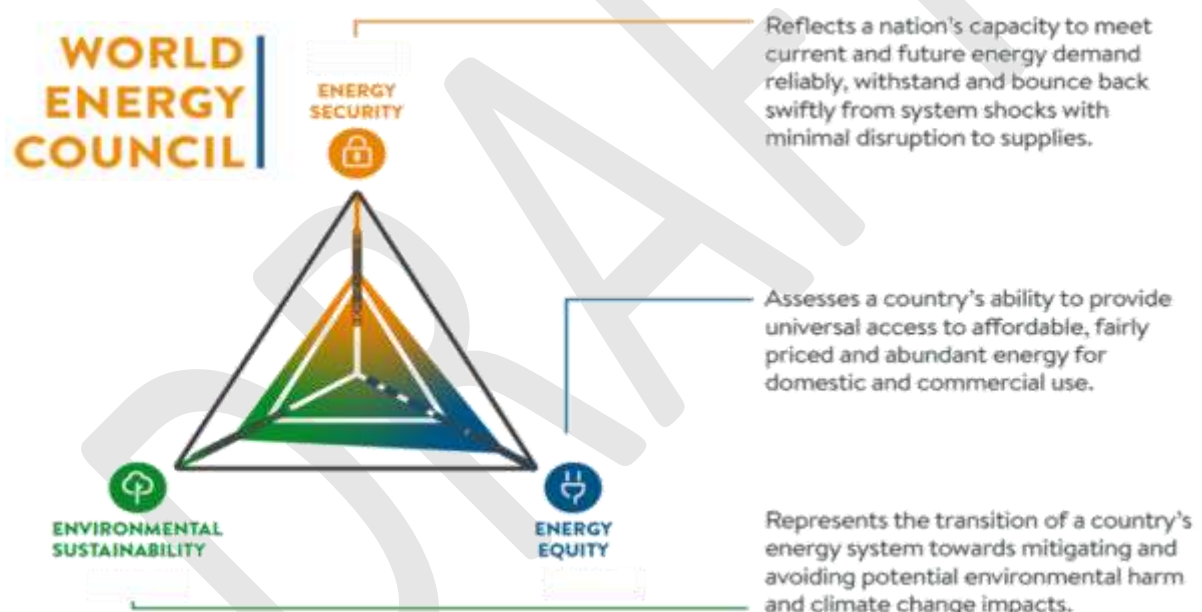 WORLD
ENERGY
COUNCIL
ENERGY
SECURITY
Reflects a nation's capacity to meet
current and future energy demand
reliably, withstand and bounce back
swiftly from system shocks with
minimal disruption to supplies.
Assesses a country's ability to provide
universal access to affordable, fairly
priced and abundant energy for
domestic and commercial use.
ENVIRONMENTAL
SUSTAINABILITY
ENERGY
EQUITY
Represents the transition of a country's
energy system towards mitigating and
avoiding potential environmental harm
and climate change impacts.
DRAFT